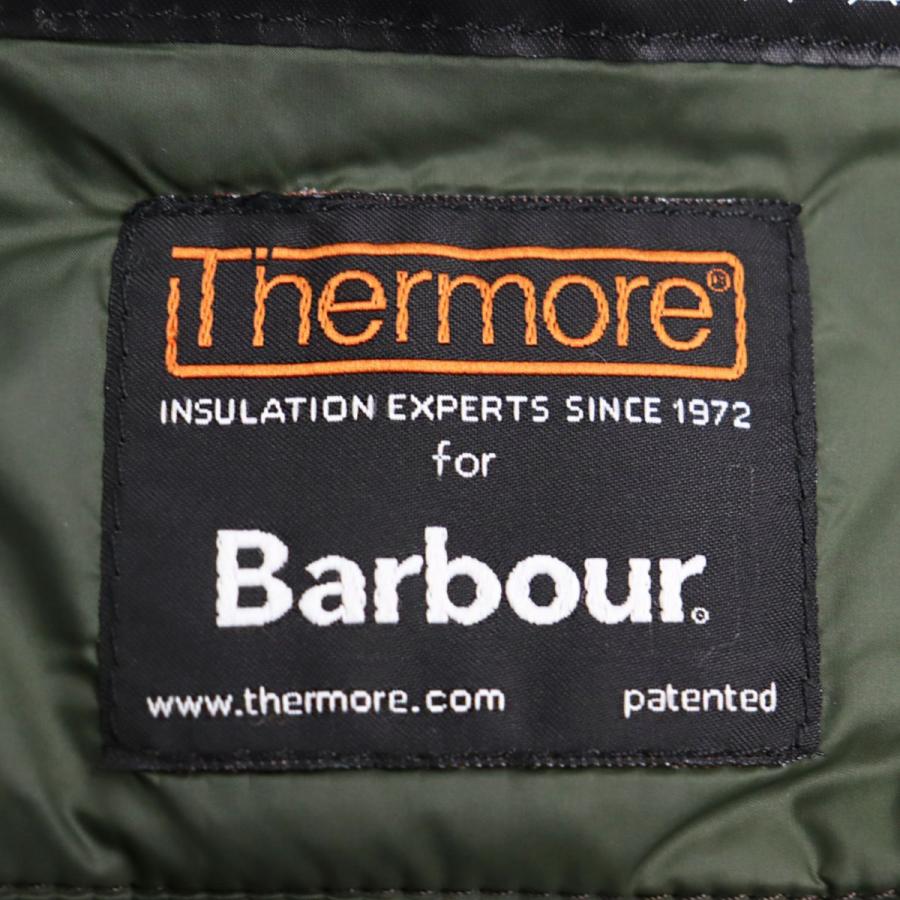 Thermore®
INSULATION EXPERTS SINCE 1972
for
Barbour®
www.thermore.com patented